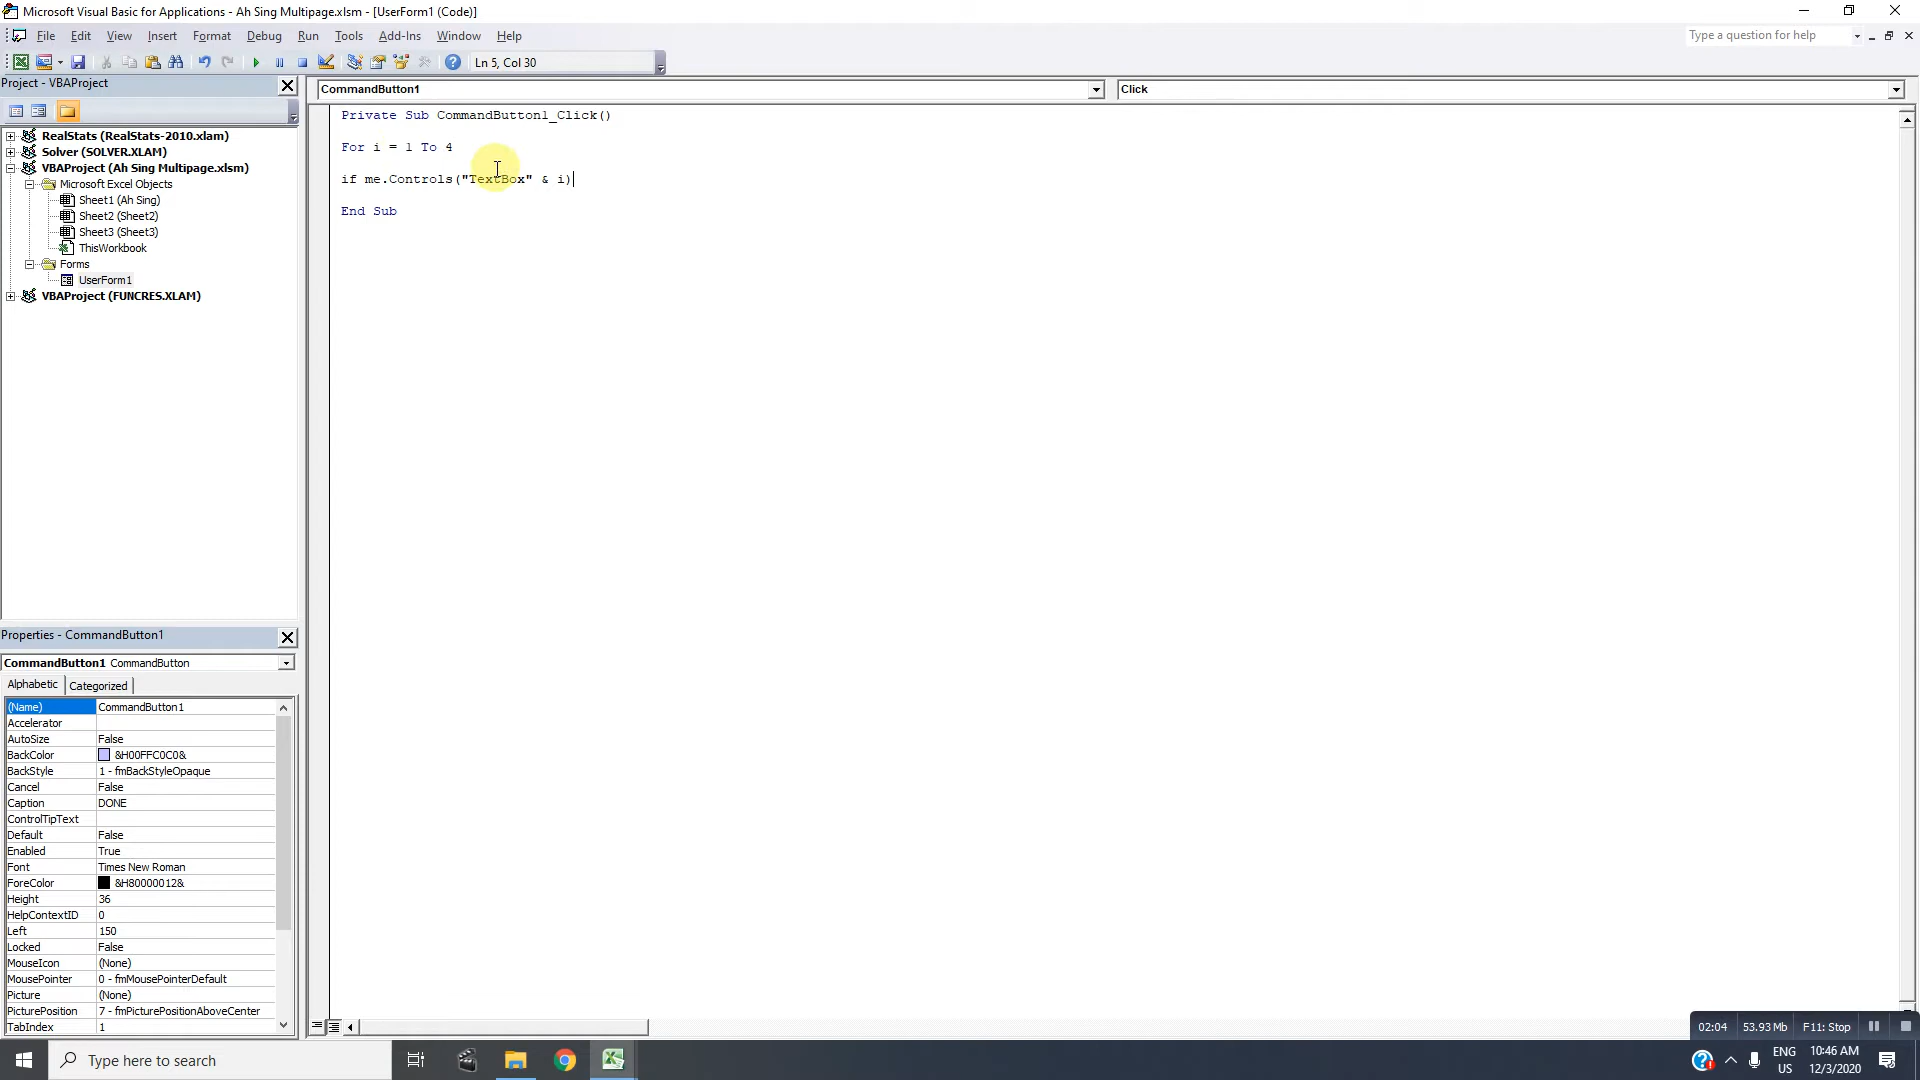 Microsoft Visual Basic for Applications - Ah Sing Multipage.xlsm - [UserForm1 (Code)]
File Edit View Insert Format Debug Run Tools Add-Ins Window Help
Type a question for help
Ln 5, Col 30
Project - VBAProject
CommandButton1
Click
RealStats (RealStats-2010.xlam)
Solver (SOLVER.XLAM)
VBAProject (Ah Sing Multipage.xlsm)
Microsoft Excel Objects
Sheet1 (Ah Sing)
Sheet2 (Sheet2)
Sheet3 (Sheet3)
ThisWorkbook
Forms
UserForm1
VBAProject (FUNCRES.XLAM)
Private Sub CommandButton1_Click()
For i = 1 To 4
if me.Controls("TextBox" & i)
End Sub
Properties - CommandButton1
CommandButton1 CommandButton
Alphabetic Categorized
(Name) CommandButton1
Accelerator
AutoSize False
BackColor &H00FFC0C0&
BackStyle 1 - fmBackStyleOpaque
Cancel False
Caption DONE
ControlTipText
Default False
Enabled True
Font Times New Roman
ForeColor &H80000012&
Height 36
HelpContextID 0
Left 150
Locked False
MouseIcon (None)
MousePointer 0 - fmMousePointerDefault
Picture (None)
PicturePosition 7 - fmPicturePositionAboveCenter
TabIndex 1
02:04 53.93 Mb F11: Stop
Type here to search
ENG
US
10:46 AM
12/3/2020